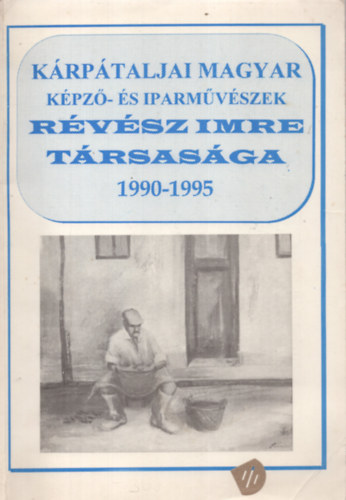 KÁRPÁTALJAI MAGYAR
KÉPZŐ- ÉS IPARMŰVÉSZEK
RÉVÉSZ IMRE
TÁRSASÁGA
1990-1995